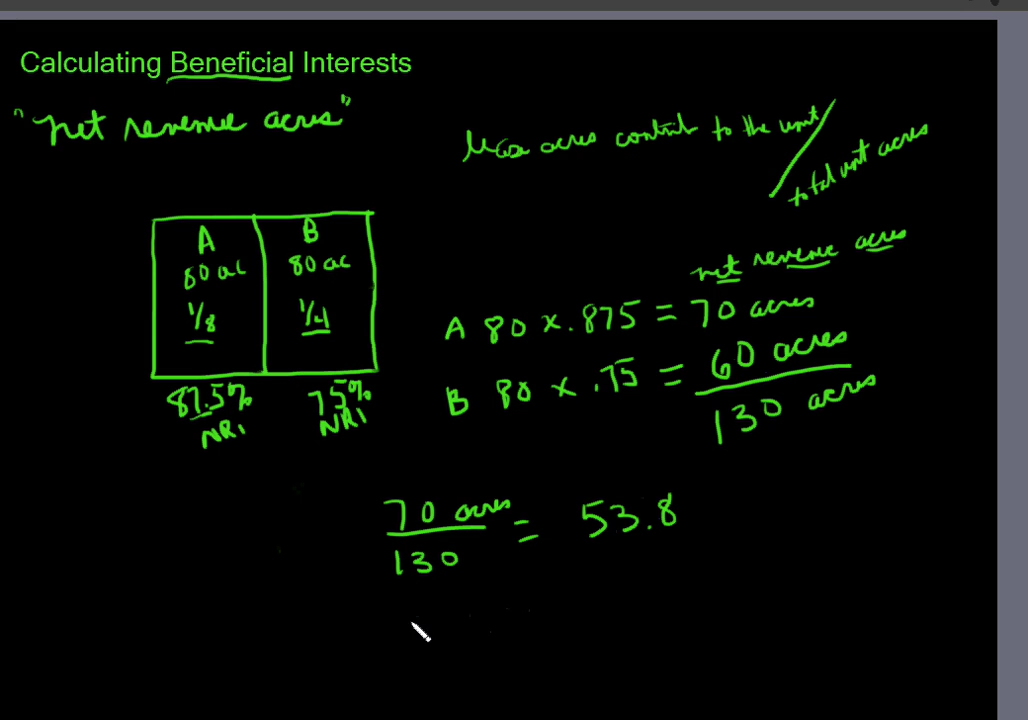 Calculating Beneficial Interests
"net revenue acres"
lease acres contrib to the unit /
total unit acres
A B
80 ac 80 ac
1/8 1/4
87.5% 75%
NRI NRI
net revenue acres
A 80 x .875 = 70 acres
B 80 x .75 = 60 acres
130 acres
70 acres = 53.8
130